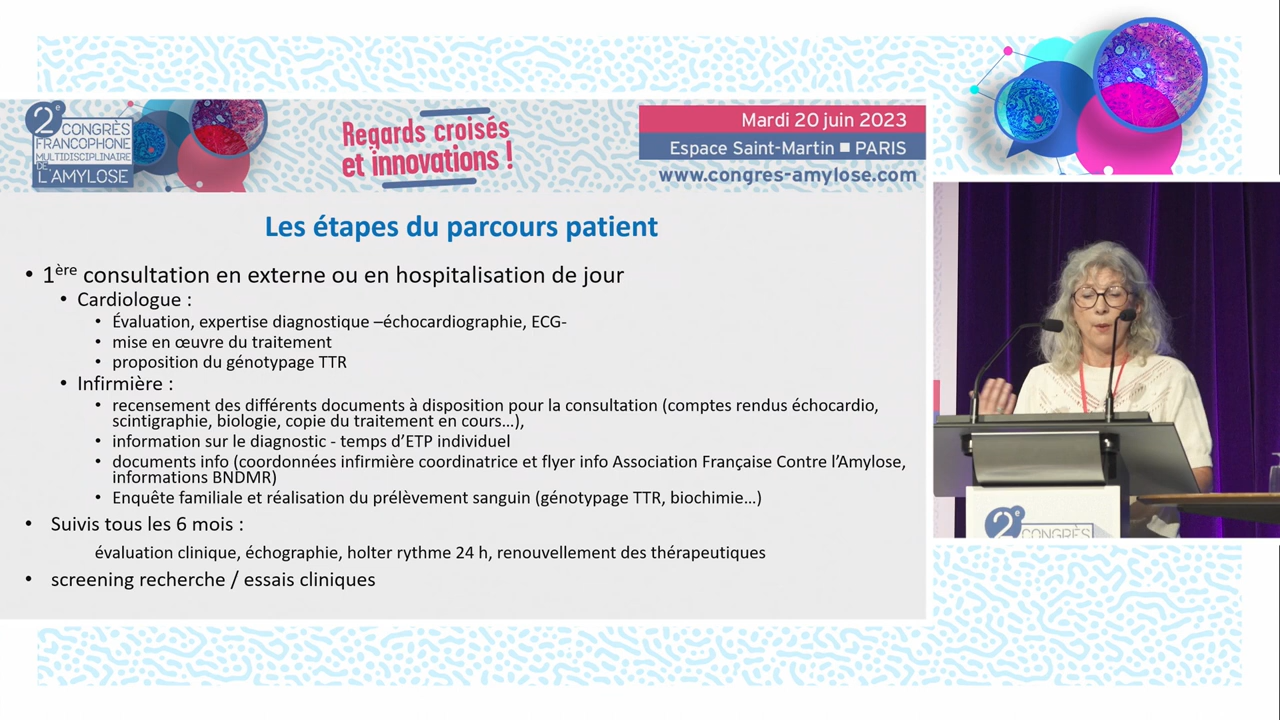 2e CONGRÈS
FRANCOPHONE
MULTIDISCIPLINAIRE
DE
L'AMYLOSE
Regards croisés
et innovations !
Mardi 20 juin 2023
Espace Saint-Martin ■ PARIS
www.congres-amylose.com
Les étapes du parcours patient
• 1ère consultation en externe ou en hospitalisation de jour
• Cardiologue :
• Évaluation, expertise diagnostique –échocardiographie, ECG-
• mise en œuvre du traitement
• proposition du génotypage TTR
• Infirmière :
• recensement des différents documents à disposition pour la consultation (comptes rendus échocardio,
scintigraphie, biologie, copie du traitement en cours...),
• information sur le diagnostic - temps d'ETP individuel
• documents info (coordonnées infirmière coordinatrice et flyer info Association Française Contre l'Amylose,
informations BNDMR)
• Enquête familiale et réalisation du prélèvement sanguin (génotypage TTR, biochimie...)
• Suivis tous les 6 mois :
évaluation clinique, échographie, holter rythme 24 h, renouvellement des thérapeutiques
• screening recherche / essais cliniques
2e
CONGRÈS